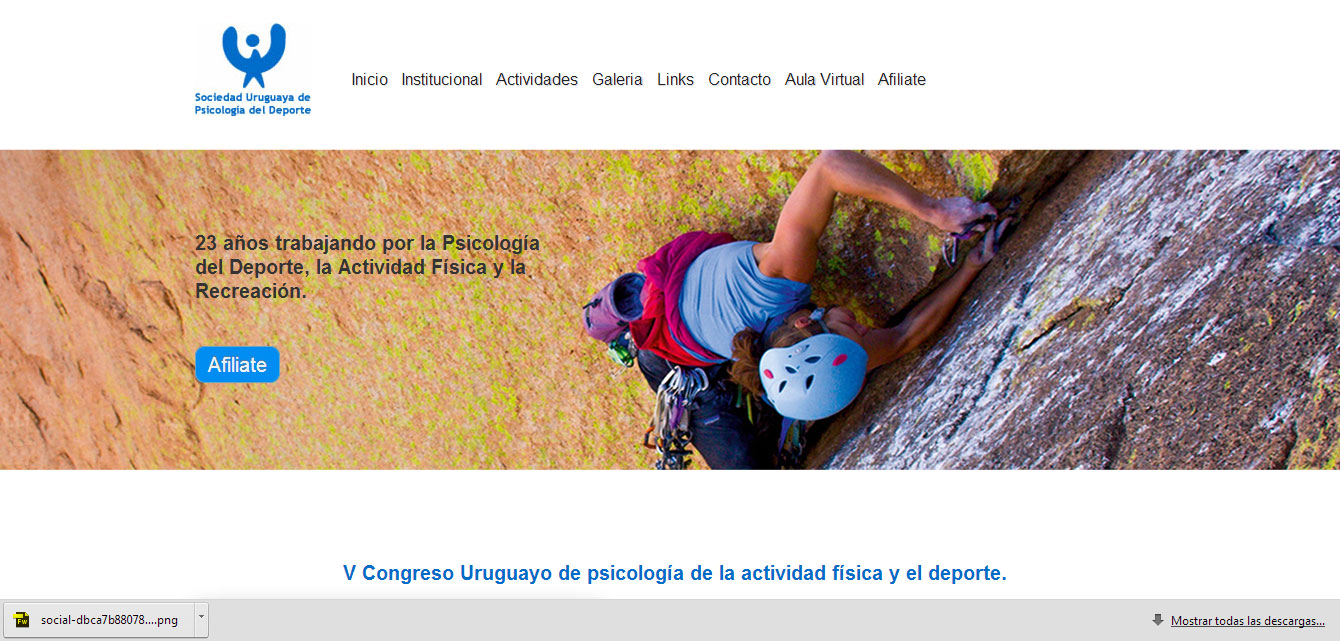 Sociedad Uruguaya de
Psicología del Deporte
Inicio Institucional Actividades Galeria Links Contacto Aula Virtual Afiliate
23 años trabajando por la Psicología
del Deporte, la Actividad Física y la
Recreación.
Afiliate
V Congreso Uruguayo de psicología de la actividad física y el deporte.
Fw
social-dbca7b88078....png
Mostrar todas las descargas...